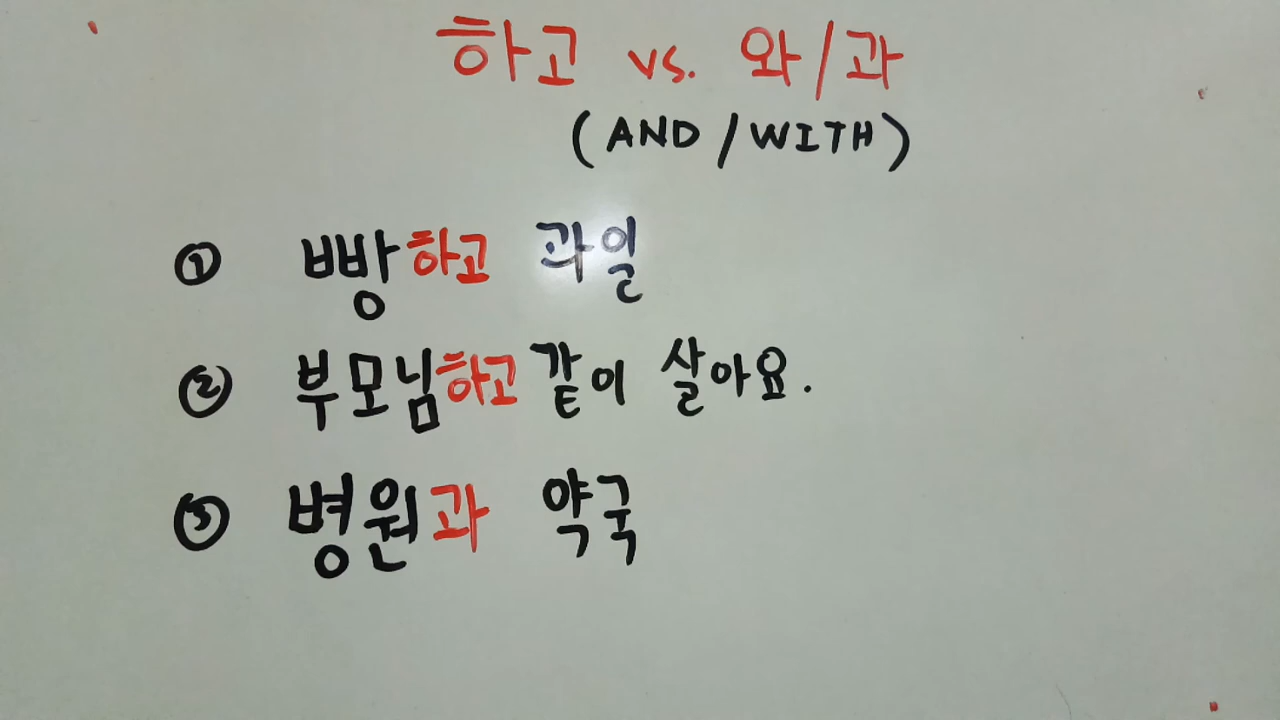 하고 vs. 와/과
(AND/WITH)
① 빵하고 과일
② 부모님하고 같이 살아요.
③ 병원과 약국